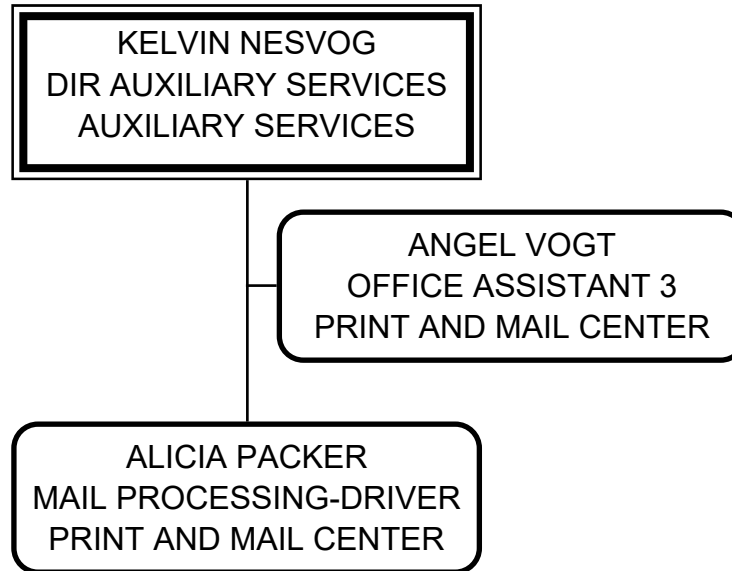 KELVIN NESVOG
DIR AUXILIARY SERVICES
AUXILIARY SERVICES
ANGEL VOGT
OFFICE ASSISTANT 3
PRINT AND MAIL CENTER
ALICIA PACKER
MAIL PROCESSING-DRIVER
PRINT AND MAIL CENTER